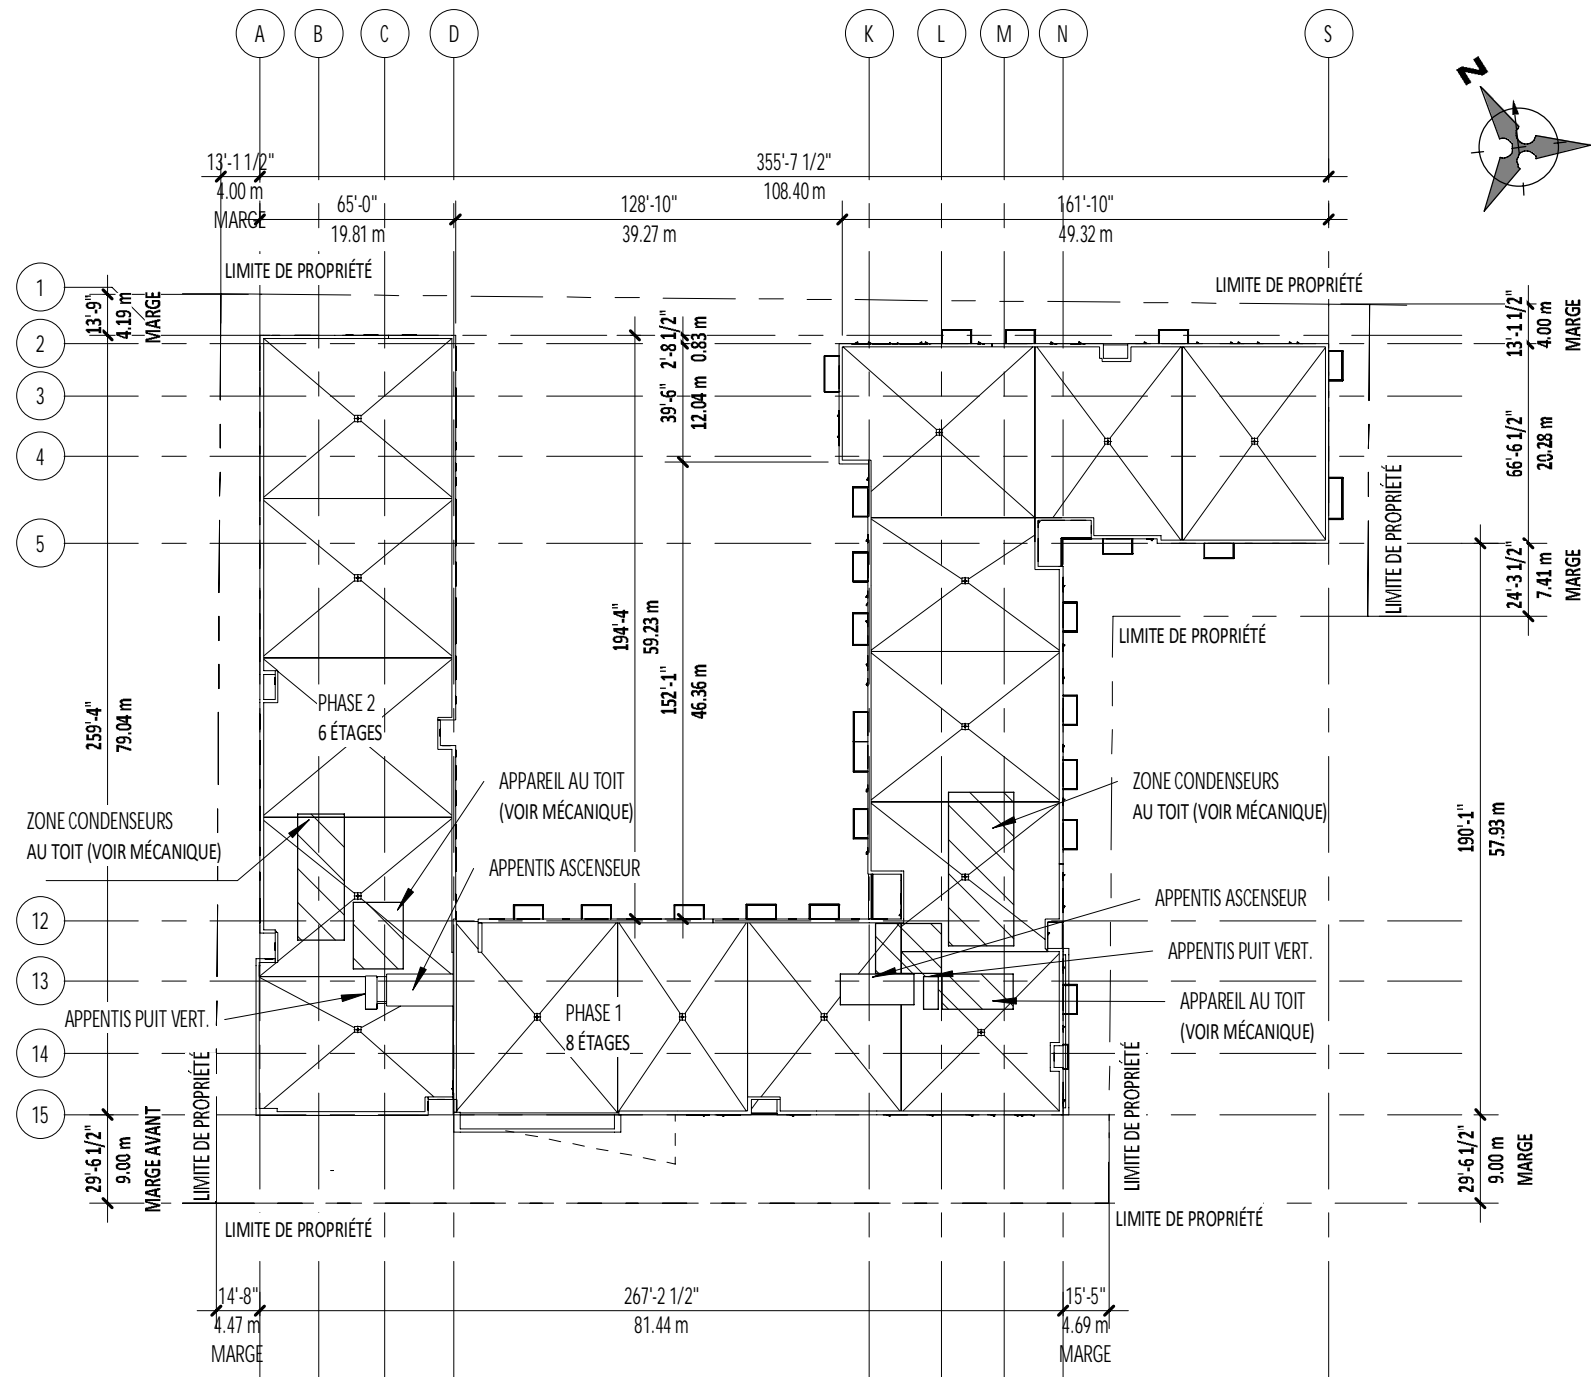 A B C D K L M N S
N
13'-1 1/2"
4.00 m
MARGE
355'-7 1/2"
108.40 m
65'-0"
19.81 m
128'-10"
39.27 m
161'-10"
49.32 m
LIMITE DE PROPRIÉTÉ
LIMITE DE PROPRIÉTÉ
1
2
3
4
5
12
13
14
15
13'-9"
4.19 m
MARGE
2'-8 1/2"
0.83 m
39'-6"
12.04 m
13'-1 1/2"
4.00 m
MARGE
66'-6 1/2"
20.28 m
LIMITE DE PROPRIÉTÉ
24'-3 1/2"
7.41 m
MARGE
LIMITE DE PROPRIÉTÉ
194'-4"
59.23 m
152'-1"
46.36 m
259'-4"
79.04 m
PHASE 2
6 ÉTAGES
APPAREIL AU TOIT
(VOIR MÉCANIQUE)
ZONE CONDENSEURS
AU TOIT (VOIR MÉCANIQUE)
ZONE CONDENSEURS
AU TOIT (VOIR MÉCANIQUE)
190'-1"
57.93 m
APPENTIS ASCENSEUR
APPENTIS ASCENSEUR
APPENTIS PUIT VERT.
APPENTIS PUIT VERT.
PHASE 1
8 ÉTAGES
APPAREIL AU TOIT
(VOIR MÉCANIQUE)
LIMITE DE PROPRIÉTÉ
LIMITE DE PROPRIÉTÉ
29'-6 1/2"
9.00 m
MARGE AVANT
29'-6 1/2"
9.00 m
MARGE
LIMITE DE PROPRIÉTÉ
LIMITE DE PROPRIÉTÉ
14'-8"
4.47 m
MARGE
267'-2 1/2"
81.44 m
15'-5"
4.69 m
MARGE